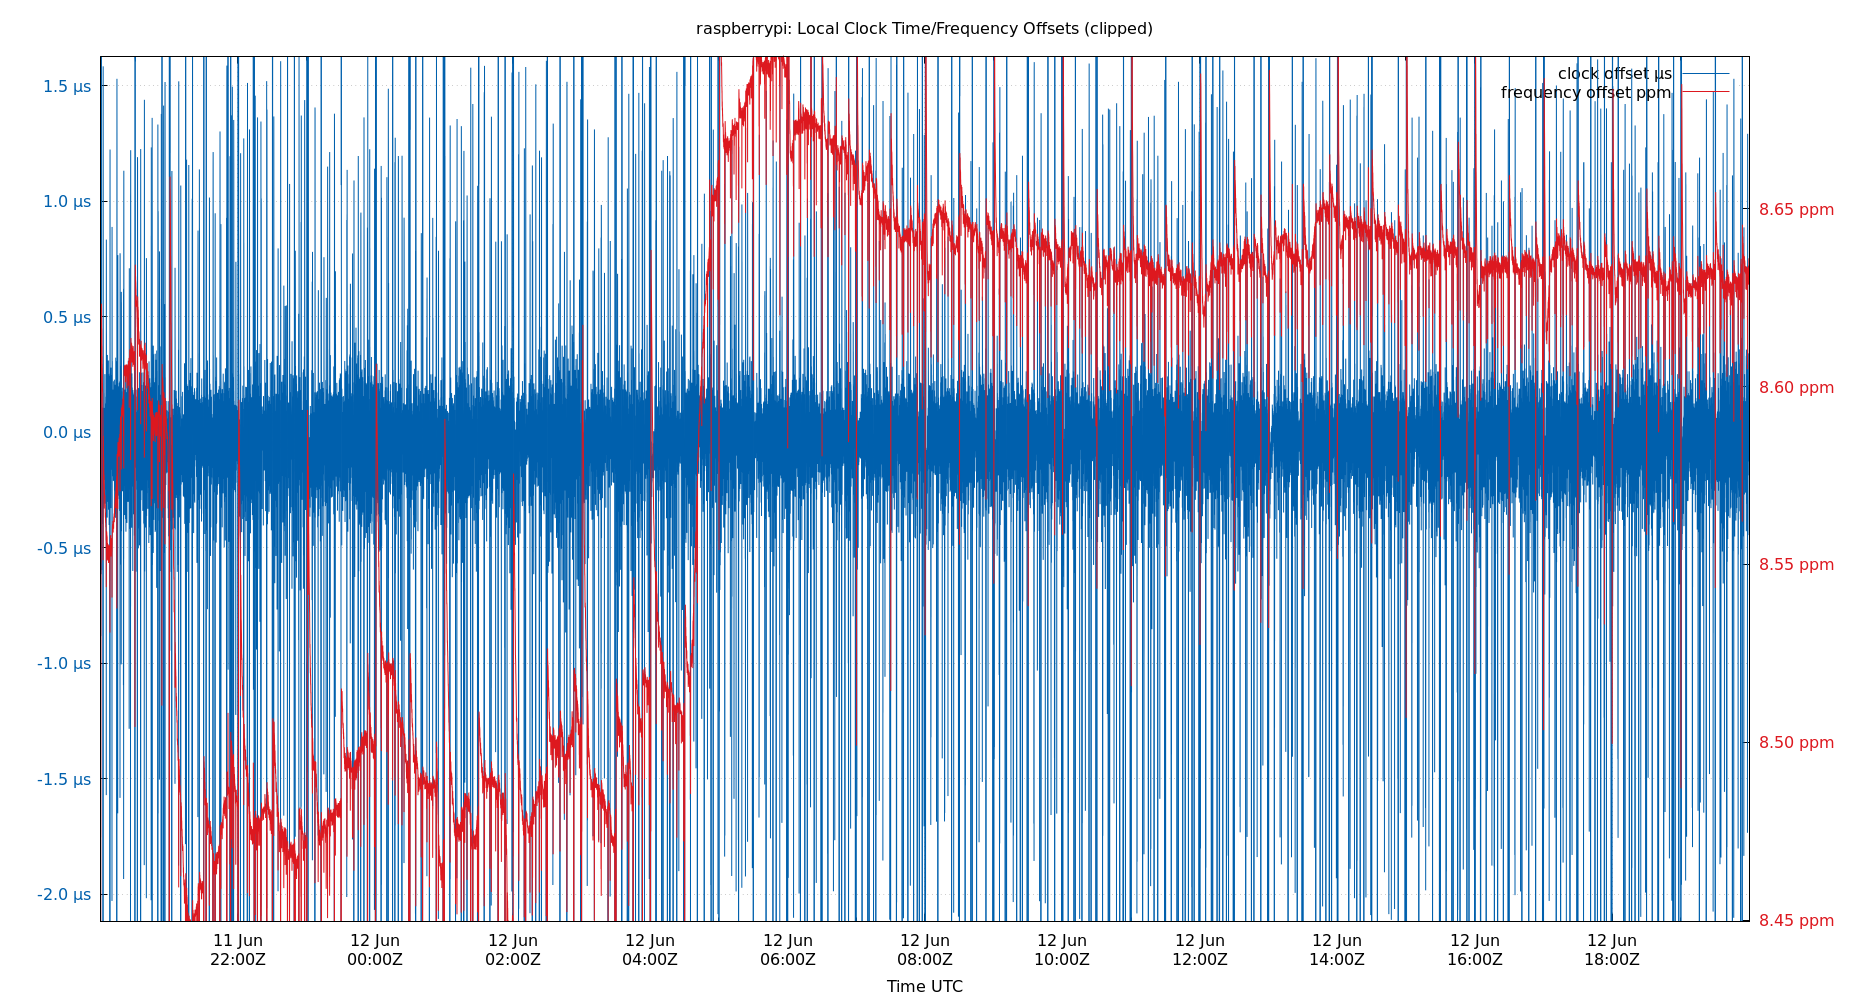 raspberrypi: Local Clock Time/Frequency Offsets (clipped)
clock offset µs
frequency offset ppm
1.5 µs
1.0 µs
0.5 µs
0.0 µs
-0.5 µs
-1.0 µs
-1.5 µs
-2.0 µs
8.65 ppm
8.60 ppm
8.55 ppm
8.50 ppm
8.45 ppm
11 Jun 12 Jun 12 Jun 12 Jun 12 Jun 12 Jun 12 Jun 12 Jun 12 Jun 12 Jun 12 Jun
22:00Z 00:00Z 02:00Z 04:00Z 06:00Z 08:00Z 10:00Z 12:00Z 14:00Z 16:00Z 18:00Z
Time UTC